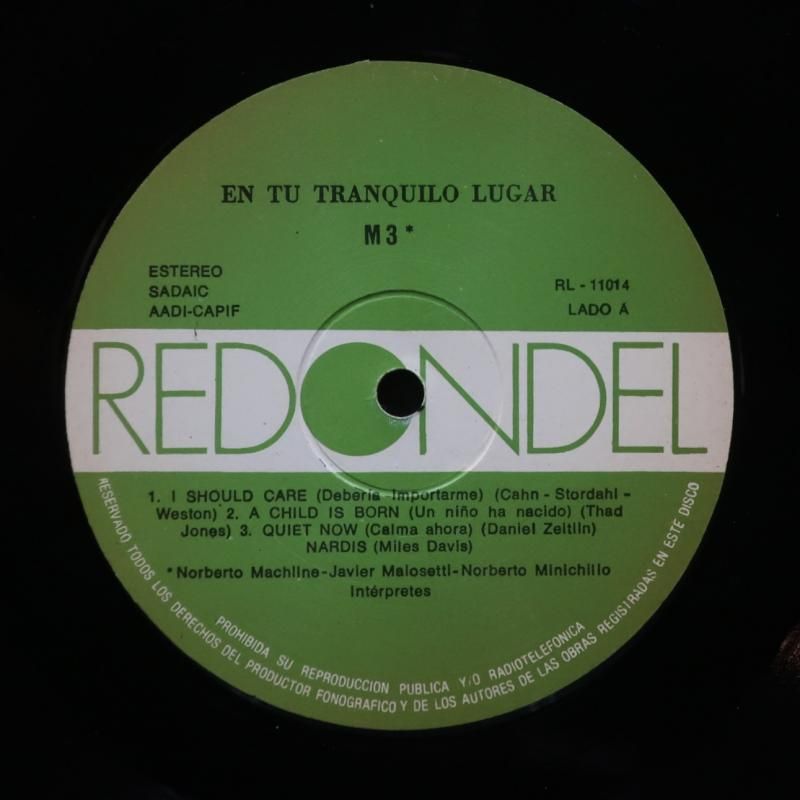 EN TU TRANQUILO LUGAR
M3*
ESTEREO
SADAIC
AADI-CAPIF
RL - 11014
LADO A
REDONDEL
1. I SHOULD CARE (Debería Importarme) (Cahn - Stordahl -
Weston) 2. A CHILD IS BORN (Un niño ha nacido) (Thad
Jones) 3. QUIET NOW (Calma ahora) (Daniel Zeitlin)
NARDIS (Miles Davis)
*Norberto Machline-Javier Malosetti-Norberto Minichillo
Intérpretes
RESERVADO TODOS LOS DERECHOS DEL PRODUCTOR FONOGRAFICO Y DE LOS AUTORES DE LAS OBRAS REGISTRADAS EN ESTE DISCO
PROHIBIDA SU REPRODUCCION PUBLICA Y/O RADIOTELEFONICA